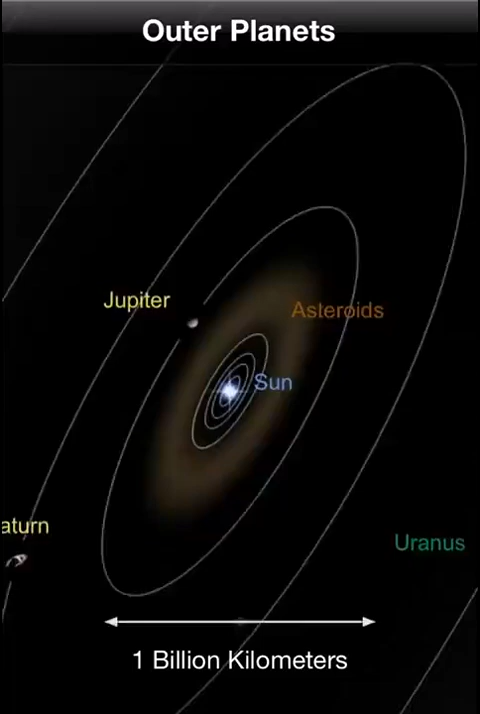 Outer Planets
Jupiter
Asteroids
Sun
aturn
Uranus
1 Billion Kilometers